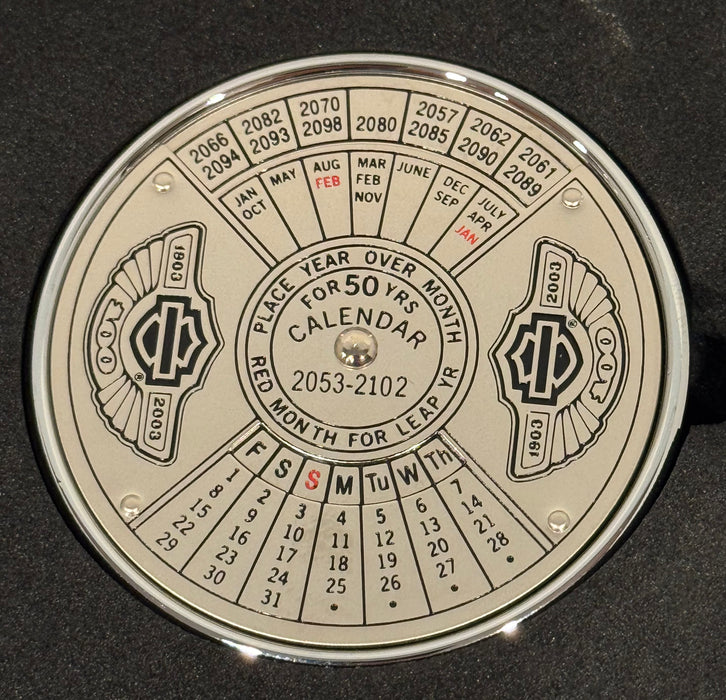 2066 2082 2070 2080 2057 2062 2061
2094 2093 2098 2085 2090 2089
JAN MAY AUG MAR JUNE DEC JULY
OCT FEB FEB SEP APR
NOV JAN
PLACE YEAR OVER MONTH
FOR 50 YRS
CALENDAR
2053-2102
RED MONTH FOR LEAP YR
1903
100
2003
2003
100
1903
F S S M Tu W Th
1 2 3 4 5 6 7
8 9 10 11 12 13 14
15 16 17 18 19 20 21
22 23 24 25 26 27 28
29 30 31